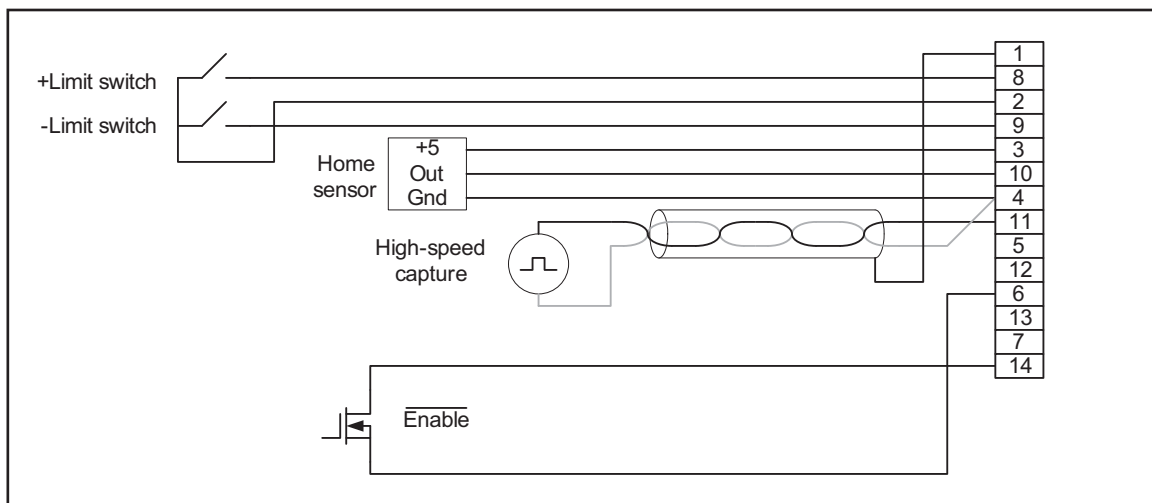 +Limit switch
-Limit switch
Home
sensor
+5
Out
Gnd
High-speed
capture
Enable
1
8
2
9
3
10
4
11
5
12
6
13
7
14